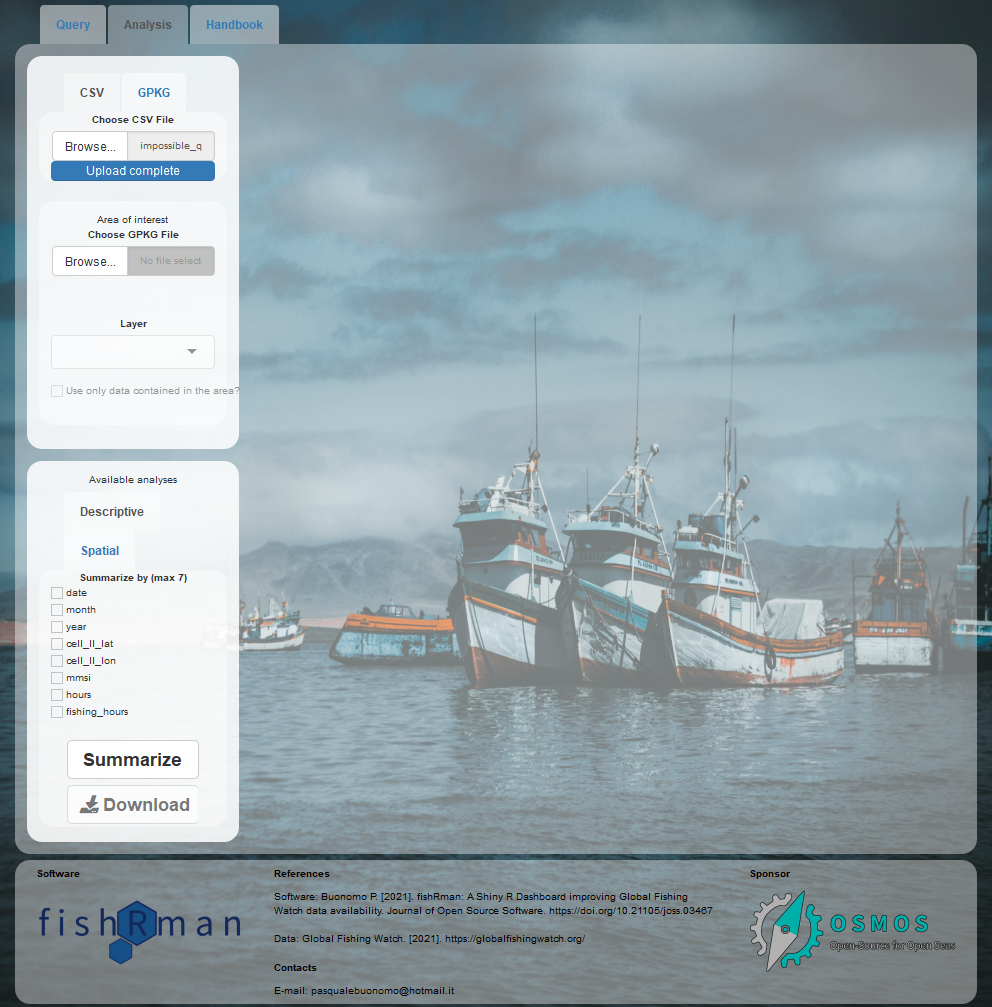 Query
Analysis
Handbook
CSV
GPKG
Choose CSV File
Browse...
impossible_q
Upload complete
Area of interest
Choose GPKG File
Browse...
No file select
Layer
Use only data contained in the area?
Available analyses
Descriptive
Spatial
Summarize by (max 7)
date
month
year
cell_ll_lat
cell_ll_lon
mmsi
hours
fishing_hours
Summarize
Download
Software
fishRman
References
Software: Buonomo P. [2021]. fishRman: A Shiny R Dashboard improving Global Fishing
Watch data availability. Journal of Open Source Software. https://doi.org/10.21105/joss.03467
Data: Global Fishing Watch. [2021]. https://globalfishingwatch.org/
Contacts
E-mail: pasqualebuonomo@hotmail.it
Sponsor
OSMOS
Open-Source for Open Seas